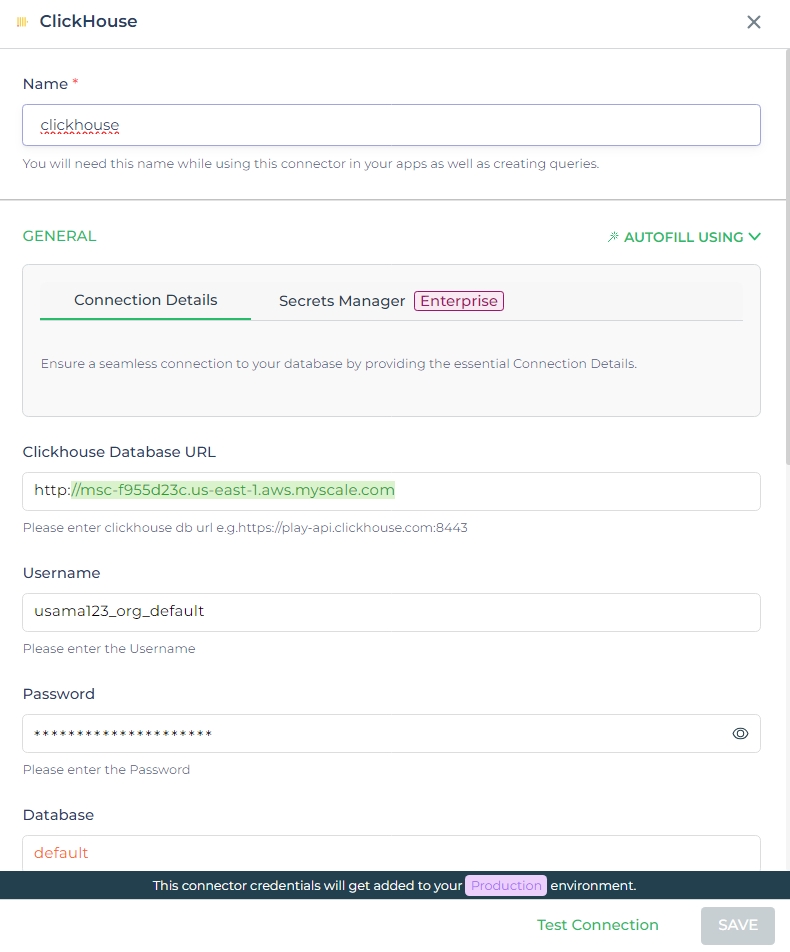 ClickHouse
Name *
clickhouse
You will need this name while using this connector in your apps as well as creating queries.
GENERAL
AUTOFILL USING
Connection Details Secrets Manager Enterprise
Ensure a seamless connection to your database by providing the essential Connection Details.
Clickhouse Database URL
http://msc-f955d23c.us-east-1.aws.myscale.com
Please enter clickhouse db url e.g.https://play-api.clickhouse.com:8443
Username
usama123_org_default
Please enter the Username
Password
*********************
Please enter the Password
Database
default
This connector credentials will get added to your Production environment.
Test Connection
SAVE